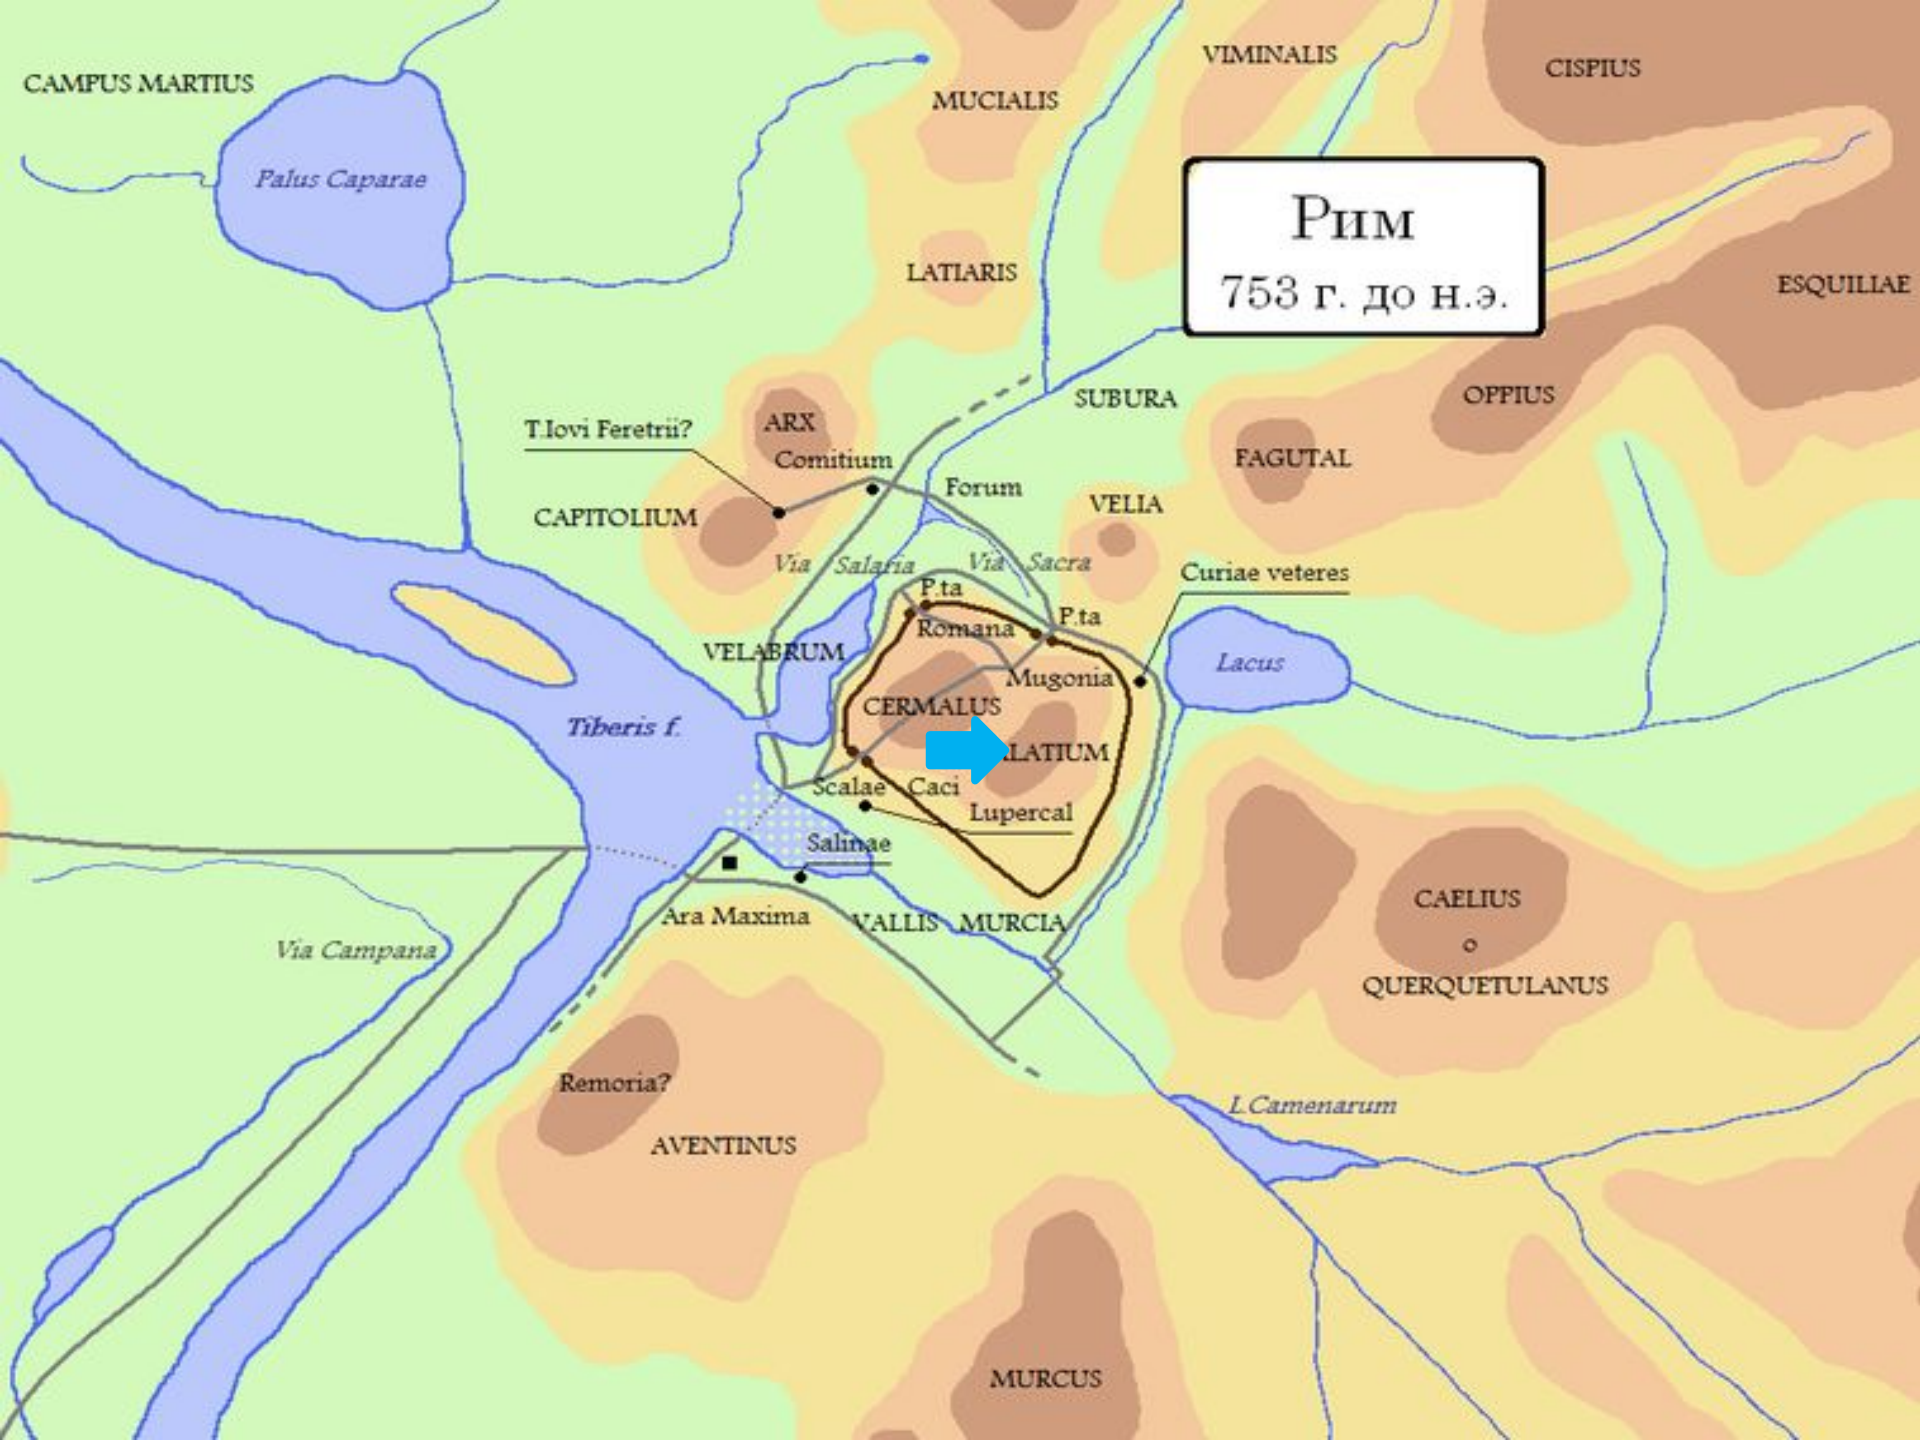 VIMINALIS
CISPIUS
CAMPUS MARTIUS
MUCIALIS
Palus Caparae
Рим
753 г. до н.э.
LATIARIS
ESQUILIAE
SUBURA
OPPIUS
T.Iovi Feretrii?
ARX
Comitium
FAGUTAL
Forum
VELIA
CAPITOLIUM
Via Salaria
Via Sacra
Curiae veteres
P.ta
Romana
P.ta
Mugonia
VELABRUM
Lacus
CERMALUS
Tiberis f.
LATIUM
Scalae Caci
Lupercal
Salinae
Ara Maxima
VALLIS MURCIA
CAELIUS
o
QUERQUETULANUS
Via Campana
Remoria?
L.Camenarum
AVENTINUS
MURCUS